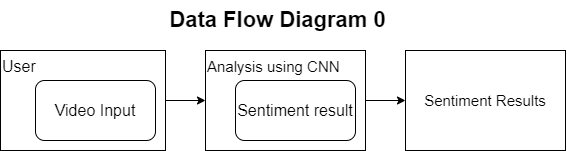 Data Flow Diagram 0
User
Video Input
Analysis using CNN
Sentiment result
Sentiment Results